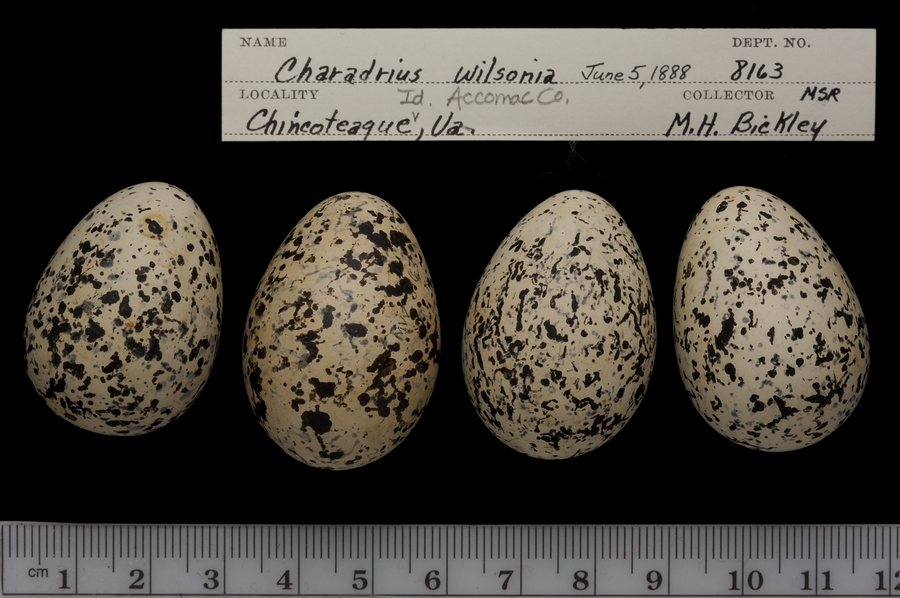 NAME DEPT. NO.
Charadrius wilsonia June 5, 1888 8163
LOCALITY Id. Accomac Co. COLLECTOR MSR
Chincoteague, Va. M.H. Bickley
cm 1 2 3 4 5 6 7 8 9 10 11 12